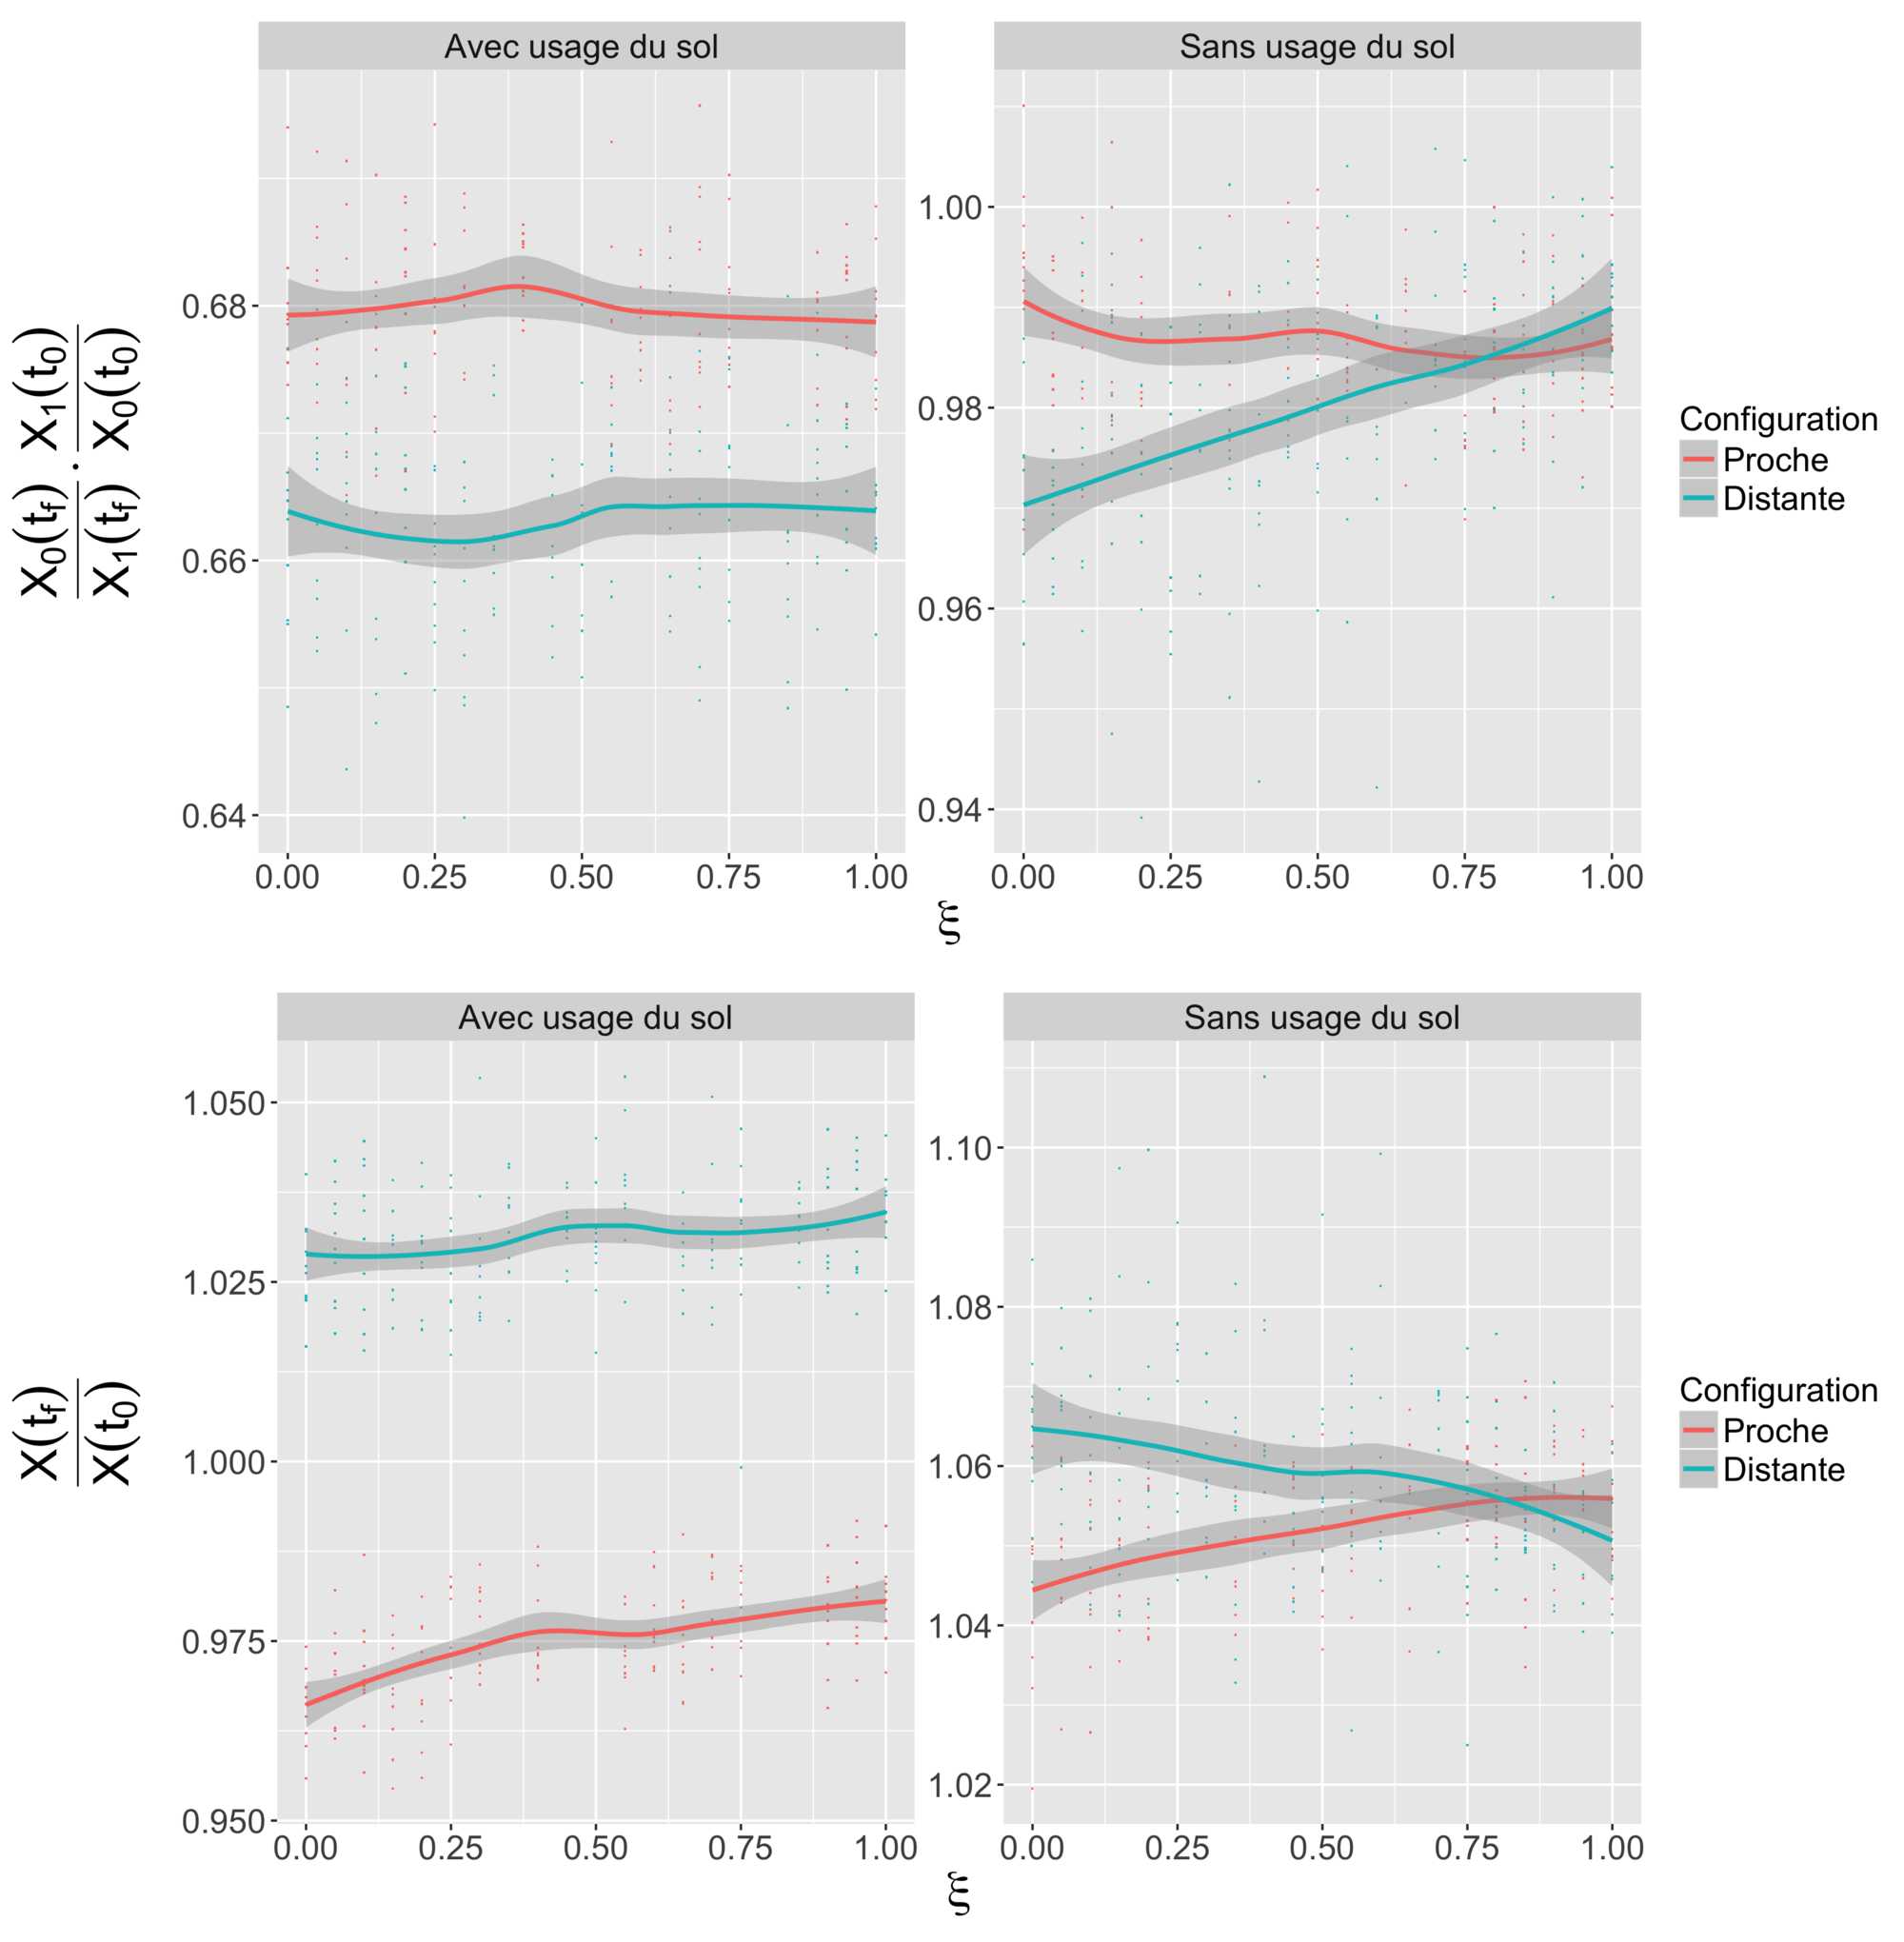 Avec usage du sol
Sans usage du sol
X₀(t_f) / X₁(t_f) · X₁(t₀) / X₀(t₀)
0.68
0.66
0.64
1.00
0.98
0.96
0.94
0.00 0.25 0.50 0.75 1.00
0.00 0.25 0.50 0.75 1.00
ξ
Configuration
Proche
Distante
Avec usage du sol
Sans usage du sol
X(t_f) / X(t₀)
1.050
1.025
1.000
0.975
0.950
1.10
1.08
1.06
1.04
1.02
0.00 0.25 0.50 0.75 1.00
0.00 0.25 0.50 0.75 1.00
ξ
Configuration
Proche
Distante